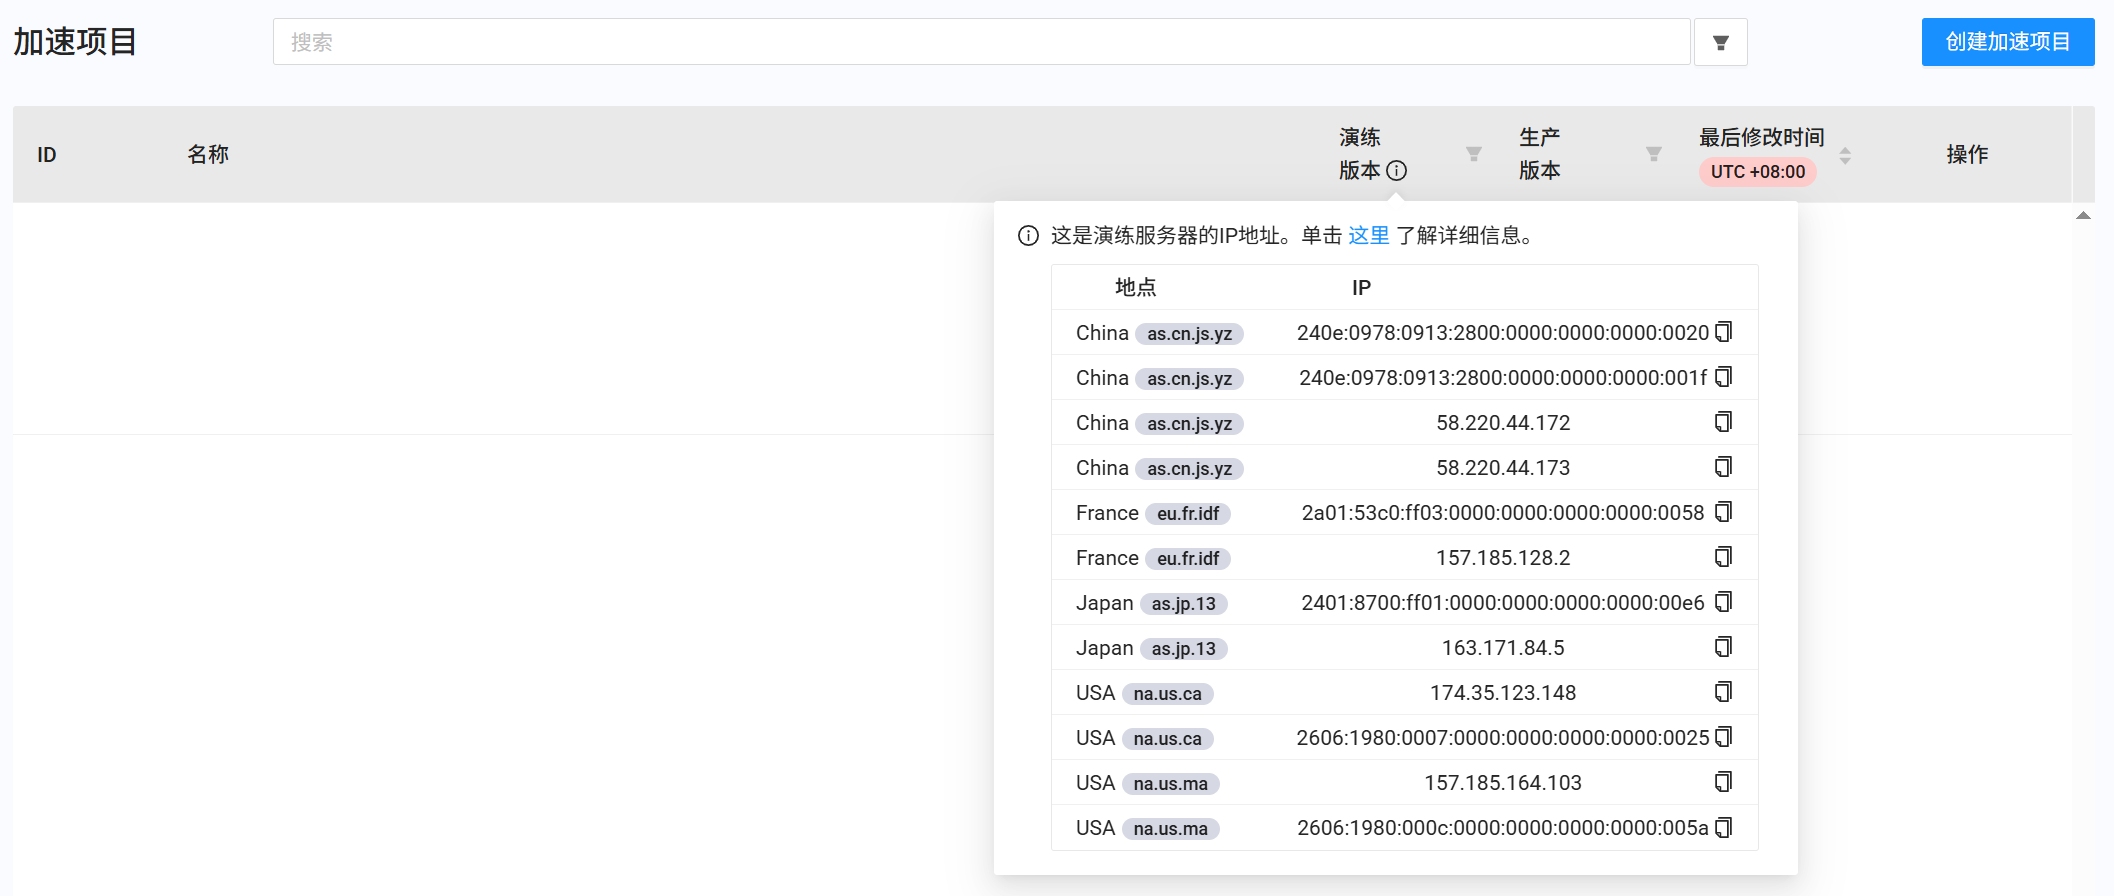 加速项目
搜索
创建加速项目
ID 名称 演练版本 生产版本 最后修改时间 UTC +08:00 操作
这是演练服务器的IP地址。单击 这里 了解详细信息。
地点 IP
China as.cn.js.yz 240e:0978:0913:2800:0000:0000:0000:0020
China as.cn.js.yz 240e:0978:0913:2800:0000:0000:0000:001f
China as.cn.js.yz 58.220.44.172
China as.cn.js.yz 58.220.44.173
France eu.fr.idf 2a01:53c0:ff03:0000:0000:0000:0000:0058
France eu.fr.idf 157.185.128.2
Japan as.jp.13 2401:8700:ff01:0000:0000:0000:0000:00e6
Japan as.jp.13 163.171.84.5
USA na.us.ca 174.35.123.148
USA na.us.ca 2606:1980:0007:0000:0000:0000:0000:0025
USA na.us.ma 157.185.164.103
USA na.us.ma 2606:1980:000c:0000:0000:0000:0000:005a